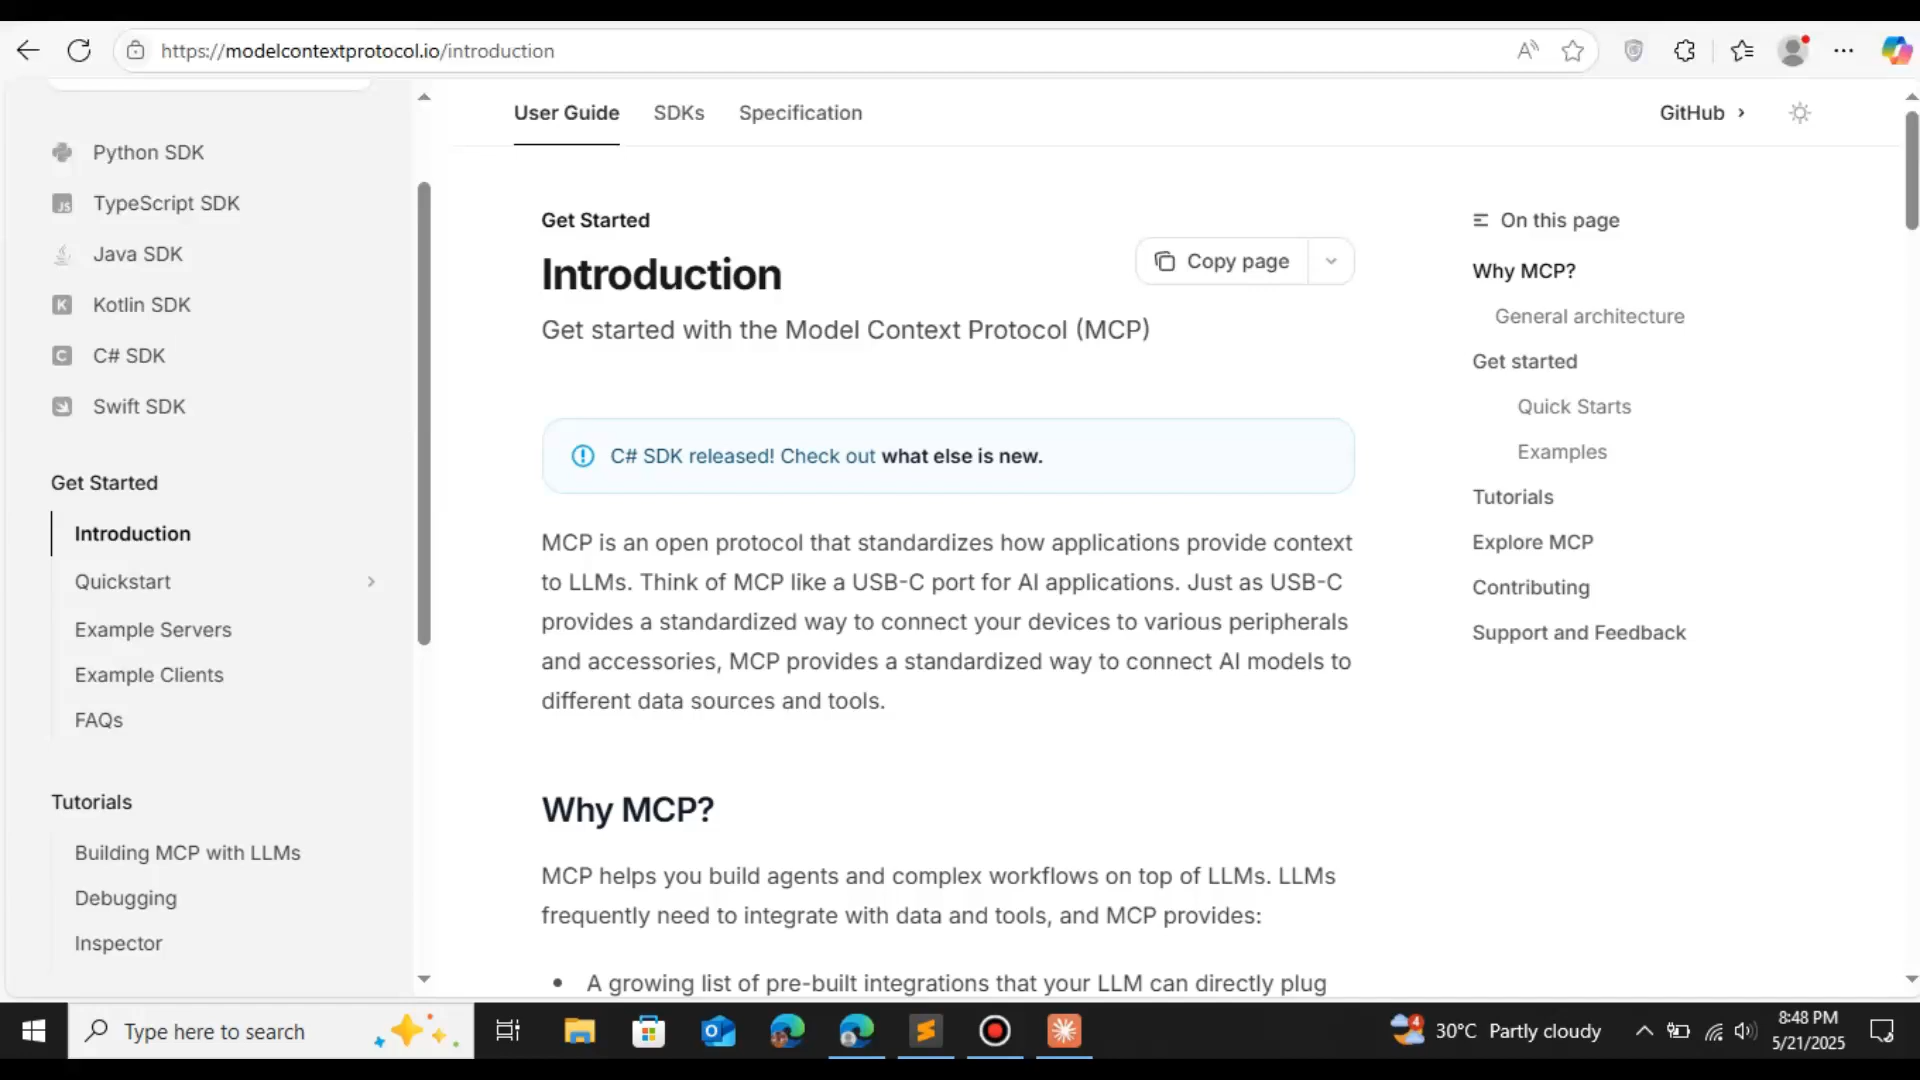 https://modelcontextprotocol.io/introduction
User Guide
SDKs
Specification
GitHub
Python SDK
TypeScript SDK
Java SDK
Kotlin SDK
C# SDK
Swift SDK
Get Started
Introduction
Quickstart
Example Servers
Example Clients
FAQs
Tutorials
Building MCP with LLMs
Debugging
Inspector
Get Started
Introduction
Copy page
Get started with the Model Context Protocol (MCP)
C# SDK released! Check out what else is new.
MCP is an open protocol that standardizes how applications provide context
to LLMs. Think of MCP like a USB-C port for AI applications. Just as USB-C
provides a standardized way to connect your devices to various peripherals
and accessories, MCP provides a standardized way to connect AI models to
different data sources and tools.
Why MCP?
MCP helps you build agents and complex workflows on top of LLMs. LLMs
frequently need to integrate with data and tools, and MCP provides:
• A growing list of pre-built integrations that your LLM can directly plug
On this page
Why MCP?
General architecture
Get started
Quick Starts
Examples
Tutorials
Explore MCP
Contributing
Support and Feedback
Type here to search
4
30°C Partly cloudy
8:48 PM
5/21/2025